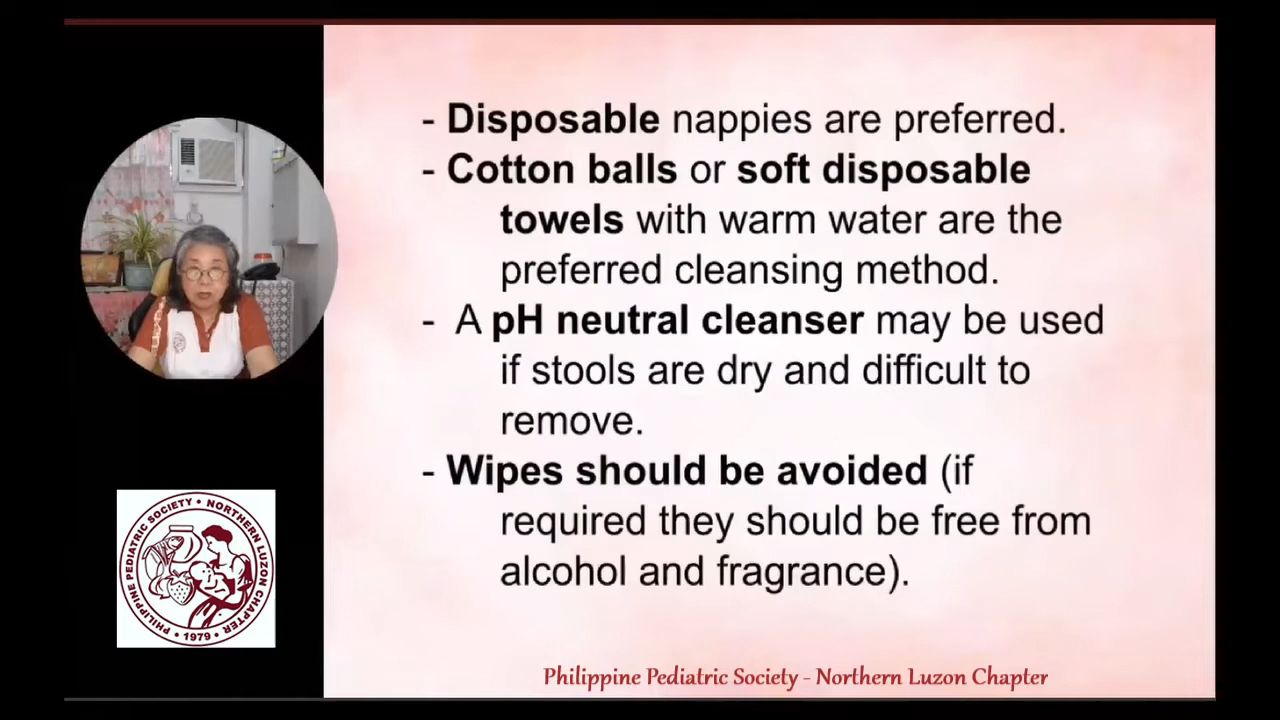 - Disposable nappies are preferred.
- Cotton balls or soft disposable
towels with warm water are the
preferred cleansing method.
- A pH neutral cleanser may be used
if stools are dry and difficult to
remove.
- Wipes should be avoided (if
required they should be free from
alcohol and fragrance).
PHILIPPINE PEDIATRIC SOCIETY • NORTHERN LUZON CHAPTER
• 1979 •
Philippine Pediatric Society - Northern Luzon Chapter